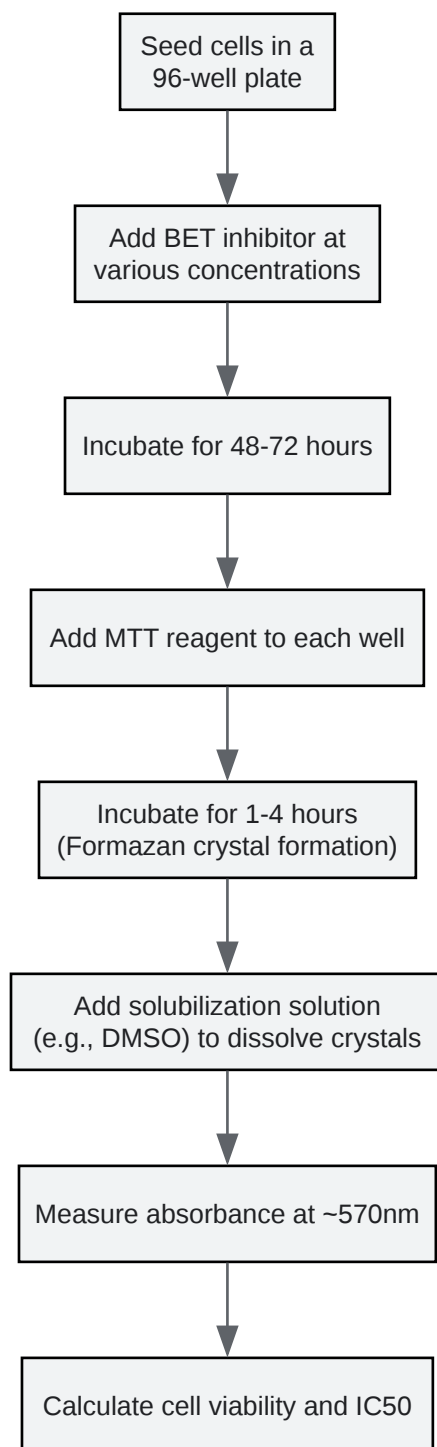 Seed cells in a
96-well plate
Add BET inhibitor at
various concentrations
Incubate for 48-72 hours
Add MTT reagent to each well
Incubate for 1-4 hours
(Formazan crystal formation)
Add solubilization solution
(e.g., DMSO) to dissolve crystals
Measure absorbance at ~570nm
Calculate cell viability and IC50